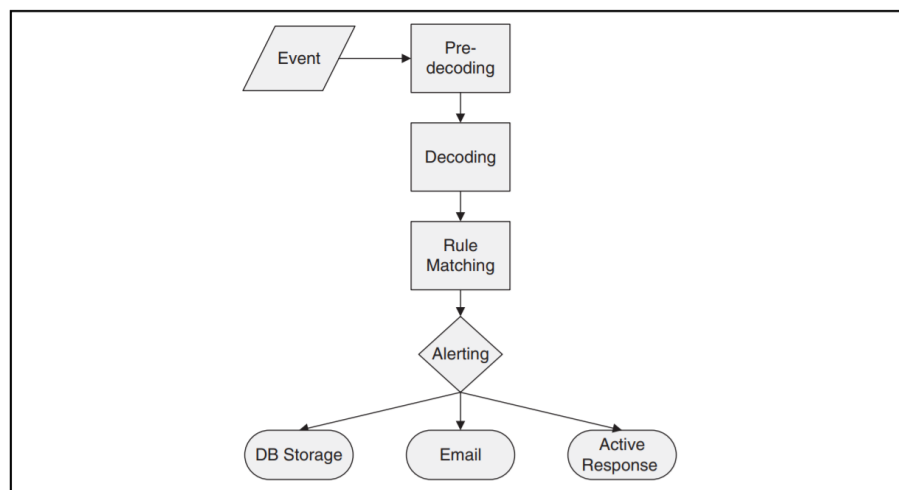 Event
Pre-
decoding
Decoding
Rule
Matching
Alerting
DB Storage
Email
Active
Response